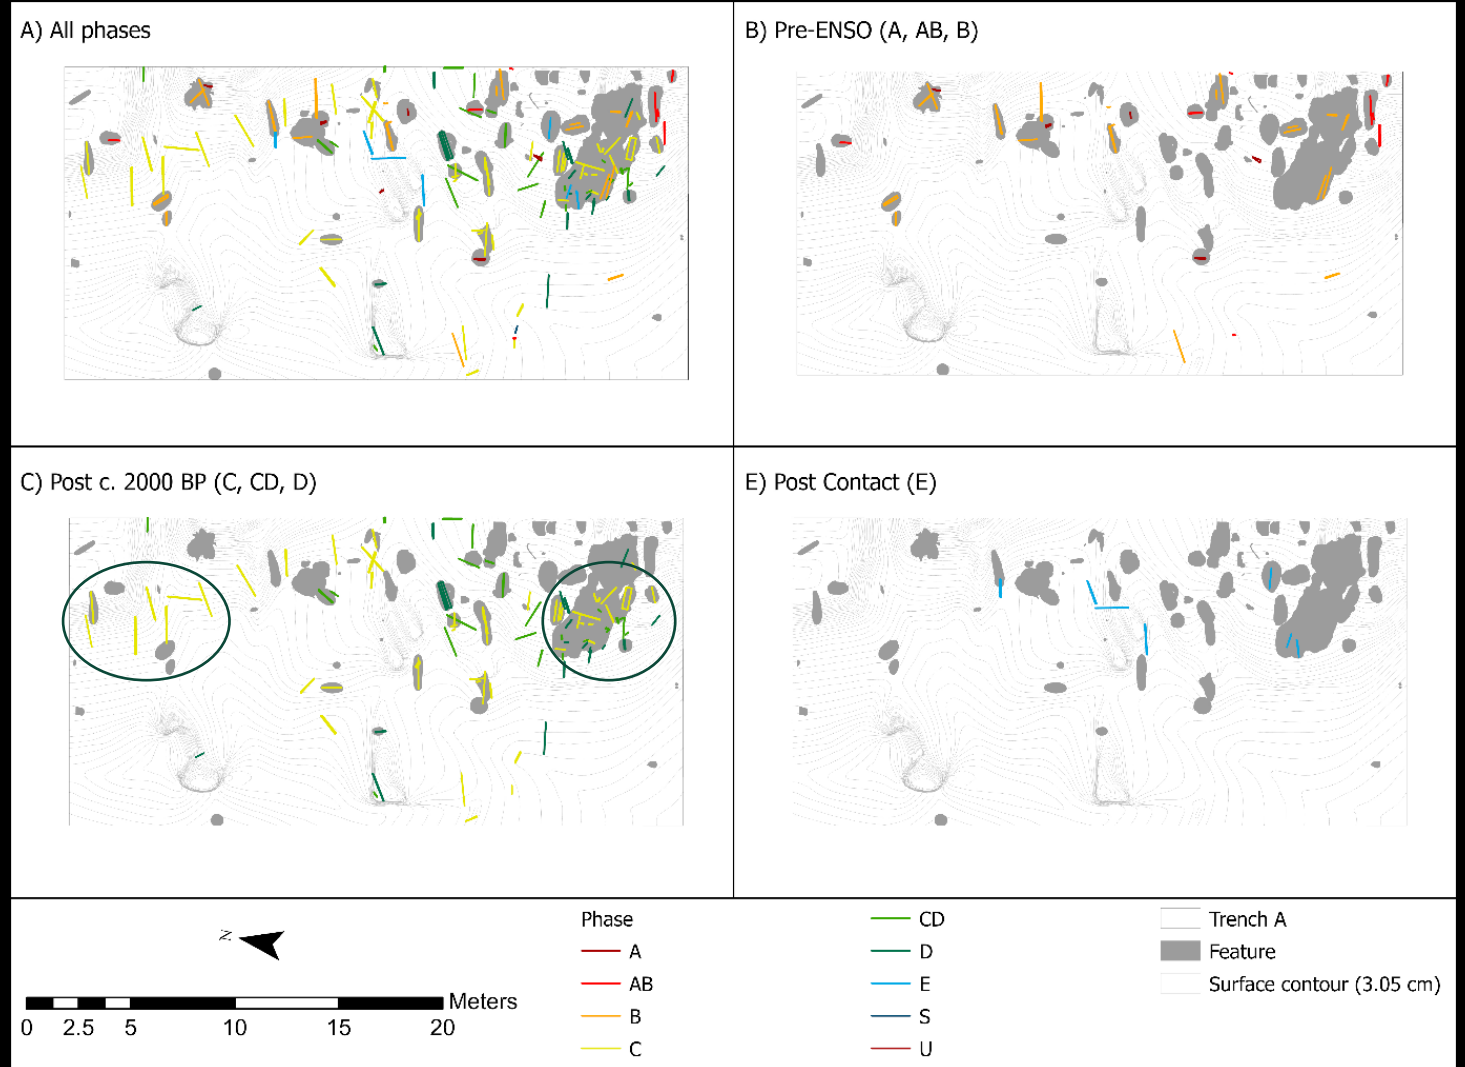 A) All phases
B) Pre-ENSO (A, AB, B)
C) Post c. 2000 BP (C, CD, D)
E) Post Contact (E)
N
Meters
0 2.5 5 10 15 20
Phase
A
AB
B
C
CD
D
E
S
U
Trench A
Feature
Surface contour (3.05 cm)